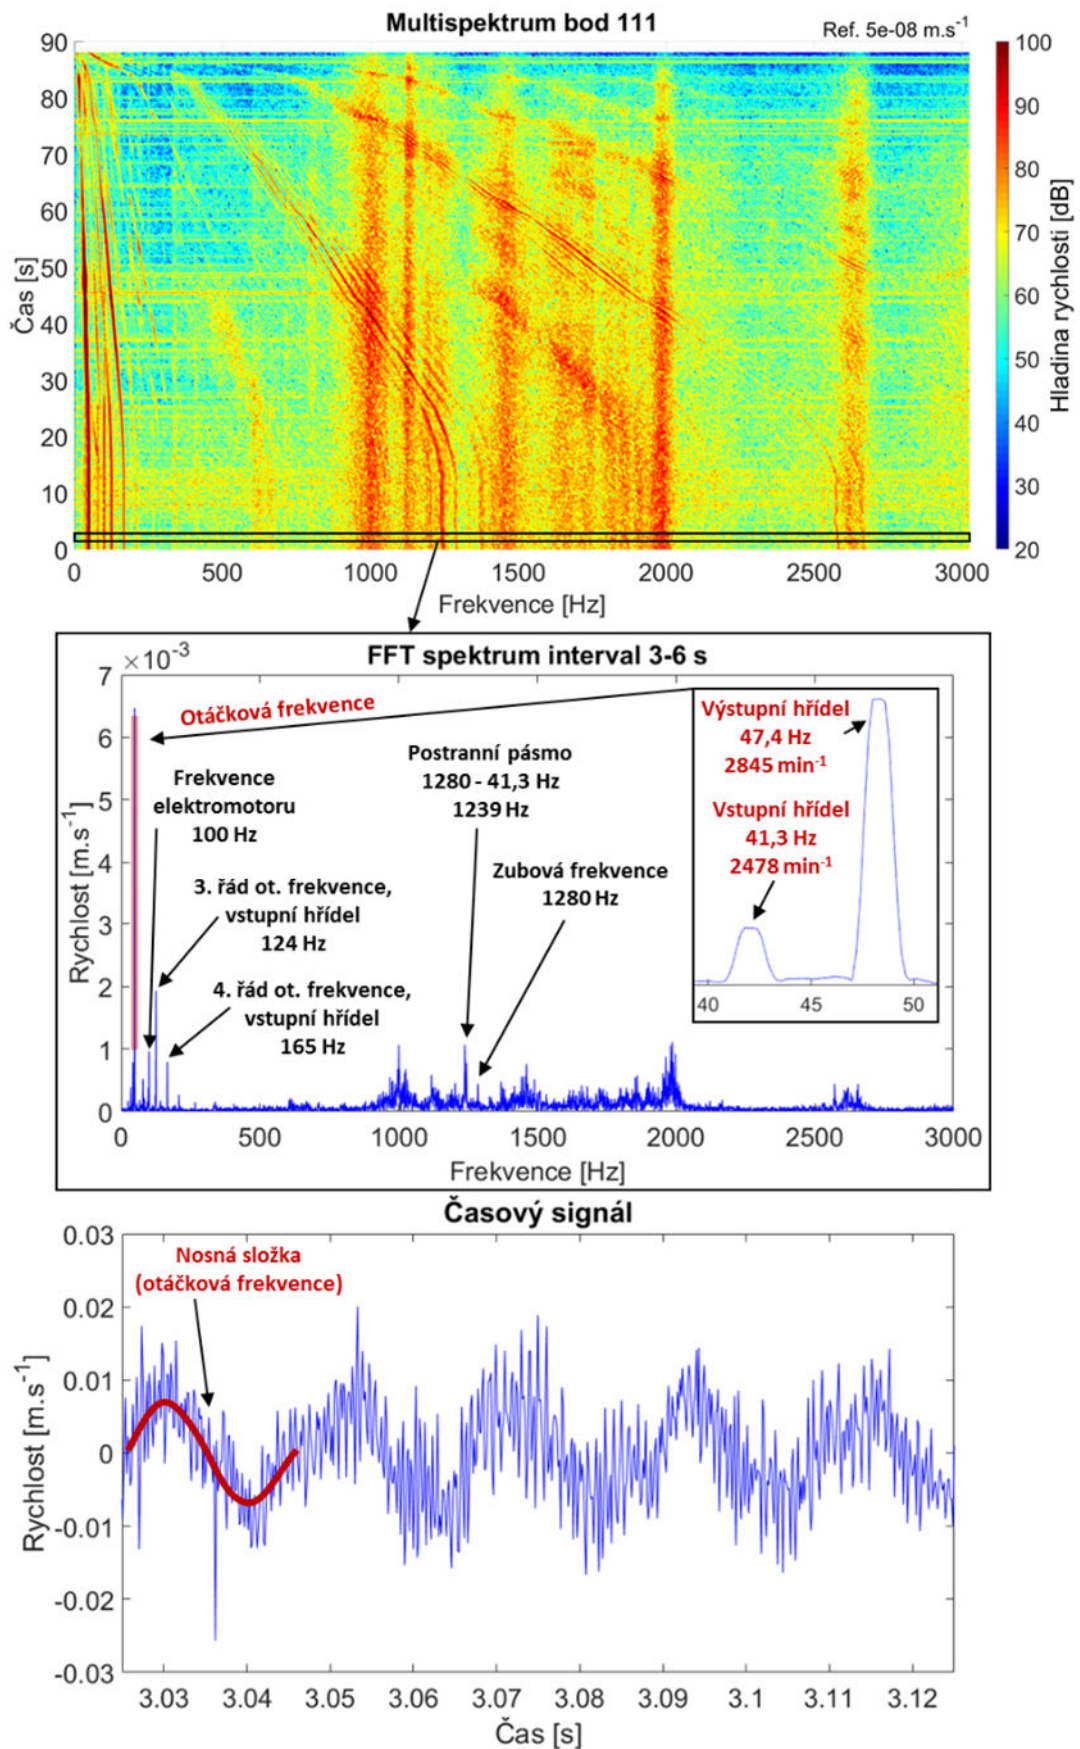 Multispektrum bod 111
Ref. 5e-08 m.s⁻¹
90
80
70
60
50
40
30
20
10
0
Čas [s]
0 500 1000 1500 2000 2500 3000
Frekvence [Hz]
100
90
80
70
60
50
40
30
20
Hladina rychlosti [dB]
FFT spektrum interval 3-6 s
×10⁻³
7
6
5
4
3
2
1
0
Rychlost [m.s⁻¹]
Otáčková frekvence
Frekvence
elektromotoru
100 Hz
3. řád ot. frekvence,
vstupní hřídel
124 Hz
4. řád ot. frekvence,
vstupní hřídel
165 Hz
Postranní pásmo
1280 - 41,3 Hz
1239 Hz
Zubová frekvence
1280 Hz
Výstupní hřídel
47,4 Hz
2845 min⁻¹
Vstupní hřídel
41,3 Hz
2478 min⁻¹
40 45 50
0 500 1000 1500 2000 2500 3000
Frekvence [Hz]
Časový signál
0.03
0.02
0.01
0
-0.01
-0.02
-0.03
Rychlost [m.s⁻¹]
Nosná složka
(otáčková frekvence)
3.03 3.04 3.05 3.06 3.07 3.08 3.09 3.1 3.11 3.12
Čas [s]